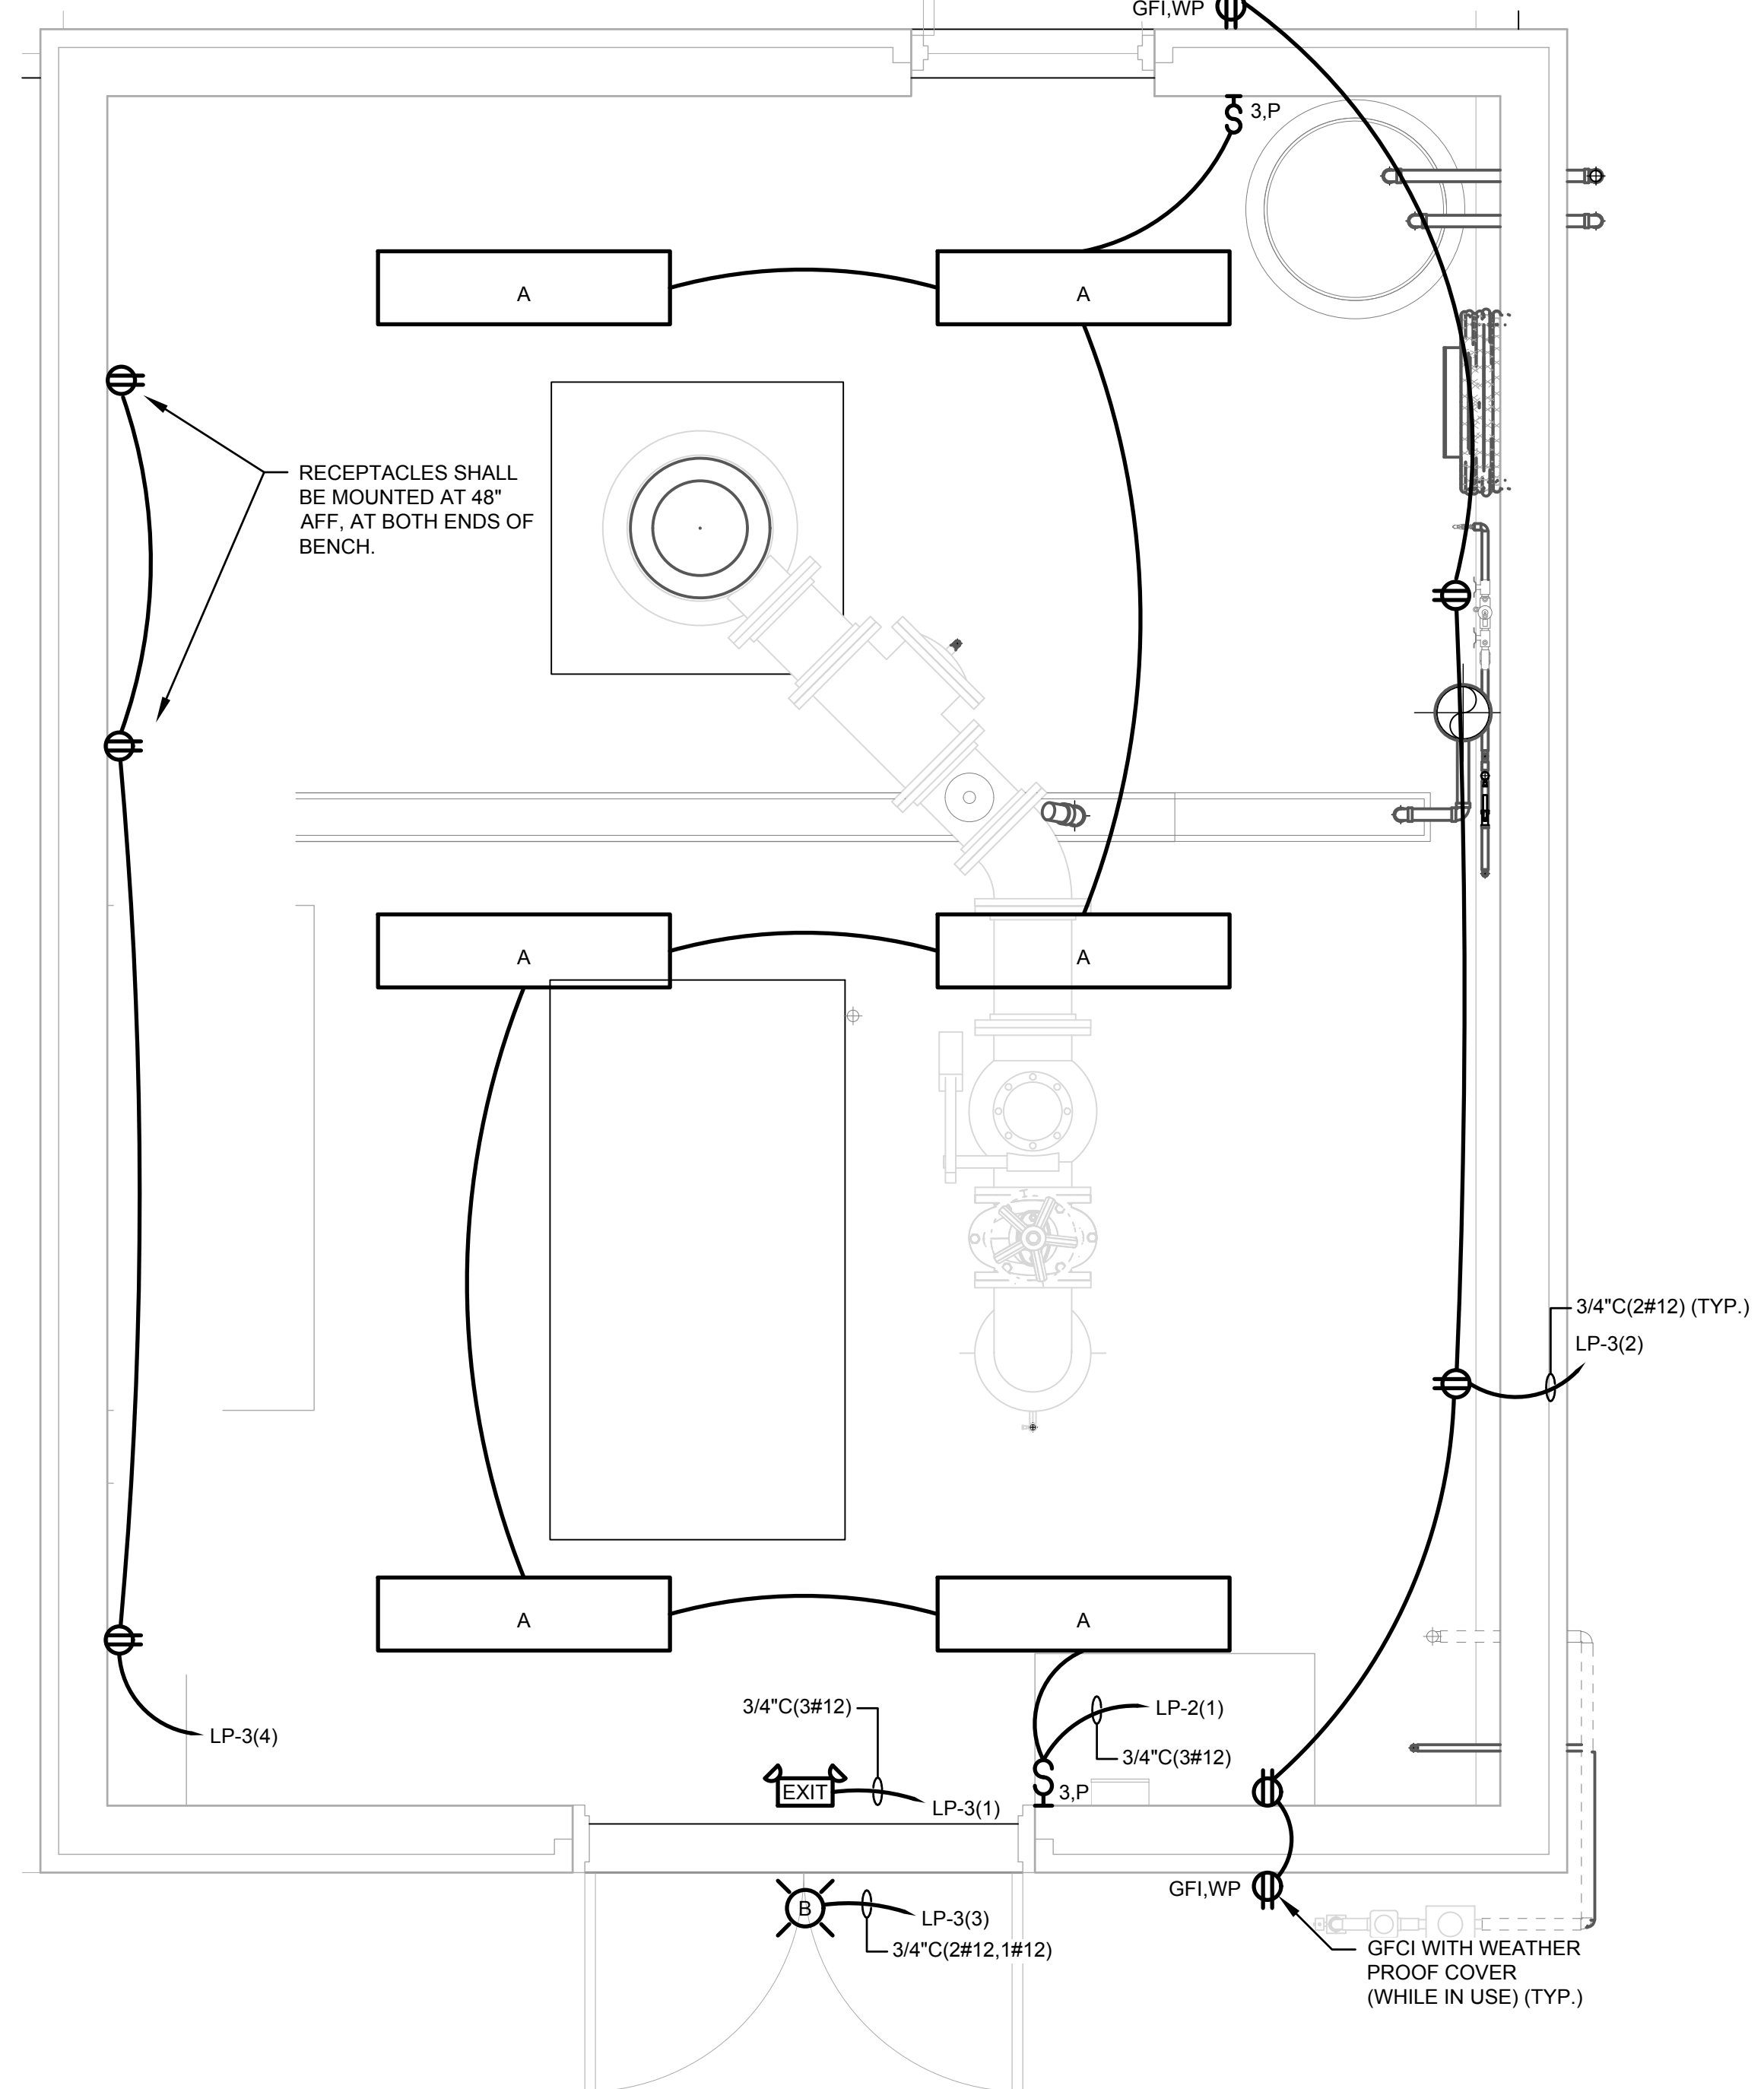 GFI,WP
3,P
A
A
RECEPTACLES SHALL
BE MOUNTED AT 48"
AFF, AT BOTH ENDS OF
BENCH.
A
A
3/4"C(2#12) (TYP.)
LP-3(2)
A
A
3/4"C(3#12)
LP-2(1)
LP-3(4)
3/4"C(3#12)
EXIT
3,P
LP-3(1)
GFI,WP
B
LP-3(3)
3/4"C(2#12,1#12)
GFCI WITH WEATHER
PROOF COVER
(WHILE IN USE) (TYP.)